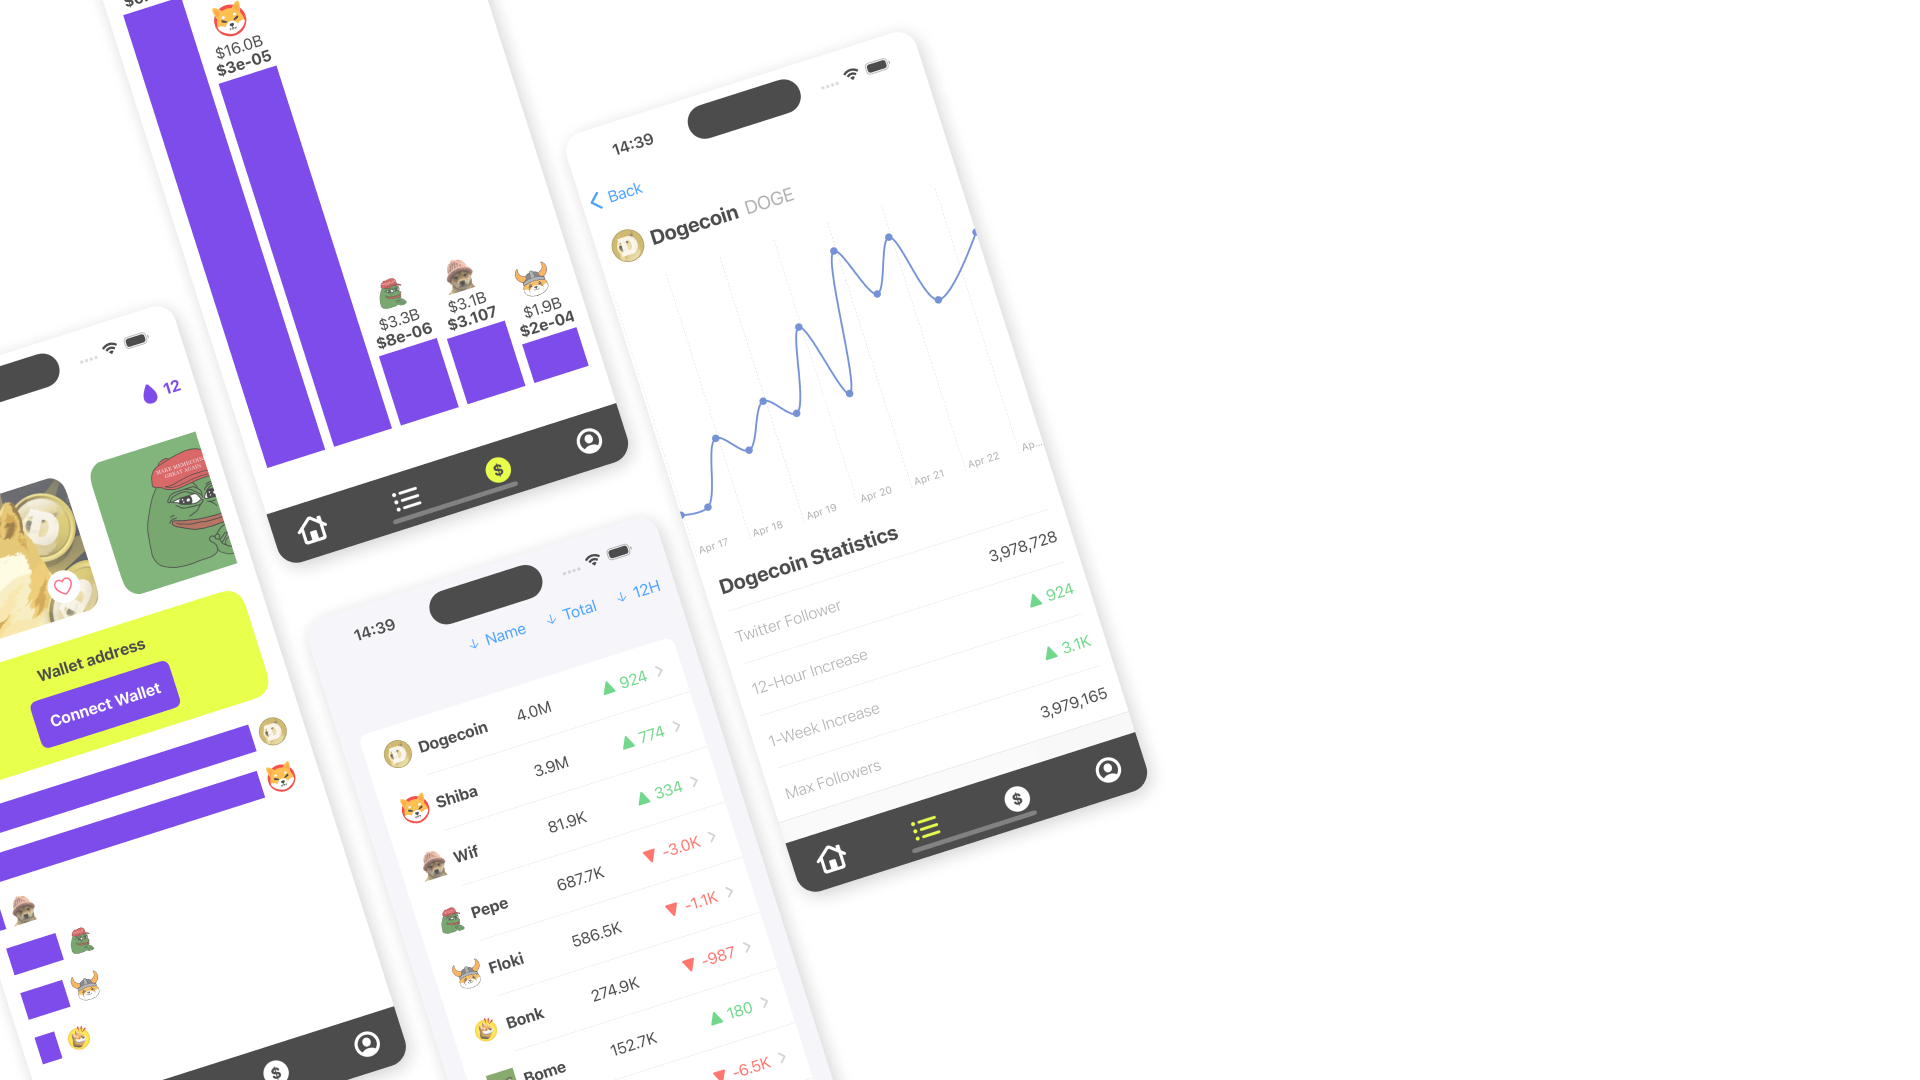 $16.0B
$3e-05
$3.3B
$8e-06
$3.1B
$3.107
$1.9B
$2e-04
$
12
MAKE MEMECOINS
GREAT AGAIN
Wallet address
Connect Wallet
$
14:39
↓ Name
↓ Total
↓ 12H
Dogecoin 4.0M ▲ 924
Shiba 3.9M ▲ 774
Wif 81.9K ▲ 334
Pepe 687.7K ▼ -3.0K
Floki 586.5K ▼ -1.1K
Bonk 274.9K ▼ -987
Bome 152.7K ▲ 180
▼ -6.5K
14:39
Back
Dogecoin DOGE
Apr 17
Apr 18
Apr 19
Apr 20
Apr 21
Apr 22
Ap...
Dogecoin Statistics
Twitter Follower 3,978,728
12-Hour Increase ▲ 924
1-Week Increase ▲ 3.1K
Max Followers 3,979,165
$